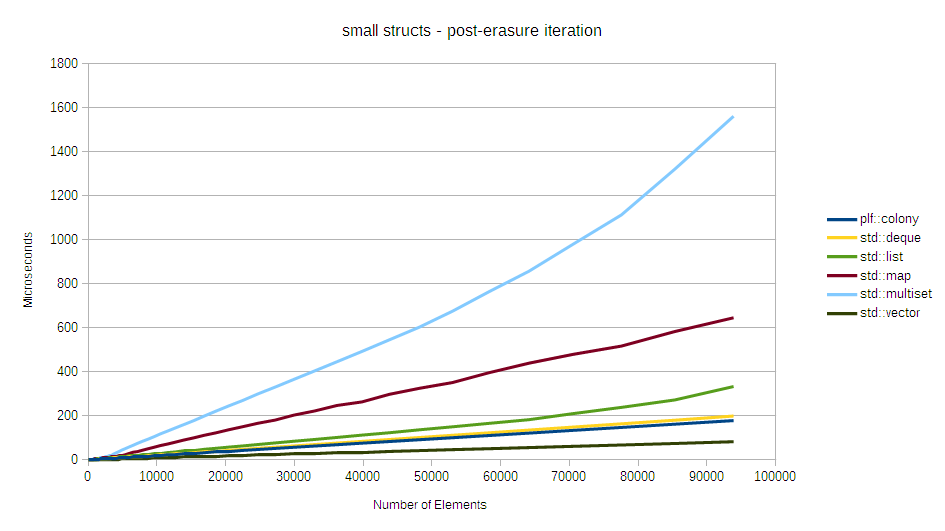 small structs - post-erasure iteration
1800
1600
1400
1200
1000
800
600
400
200
0
Microseconds
0 10000 20000 30000 40000 50000 60000 70000 80000 90000 100000
Number of Elements
plf::colony
std::deque
std::list
std::map
std::multiset
std::vector